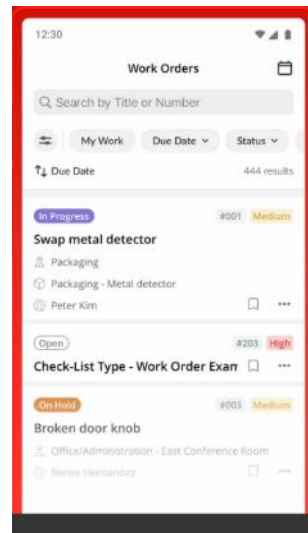 12:30
Work Orders
Search by Title or Number
My Work Due Date Status
Due Date 444 results
In Progress #001 Medium
Swap metal detector
Packaging
Packaging - Metal detector
Peter Kim
Open #203 High
Check-List Type - Work Order Exam
On Hold #003 Medium
Broken door knob
Office/Administration - East Conference Room
Renee Hernandez